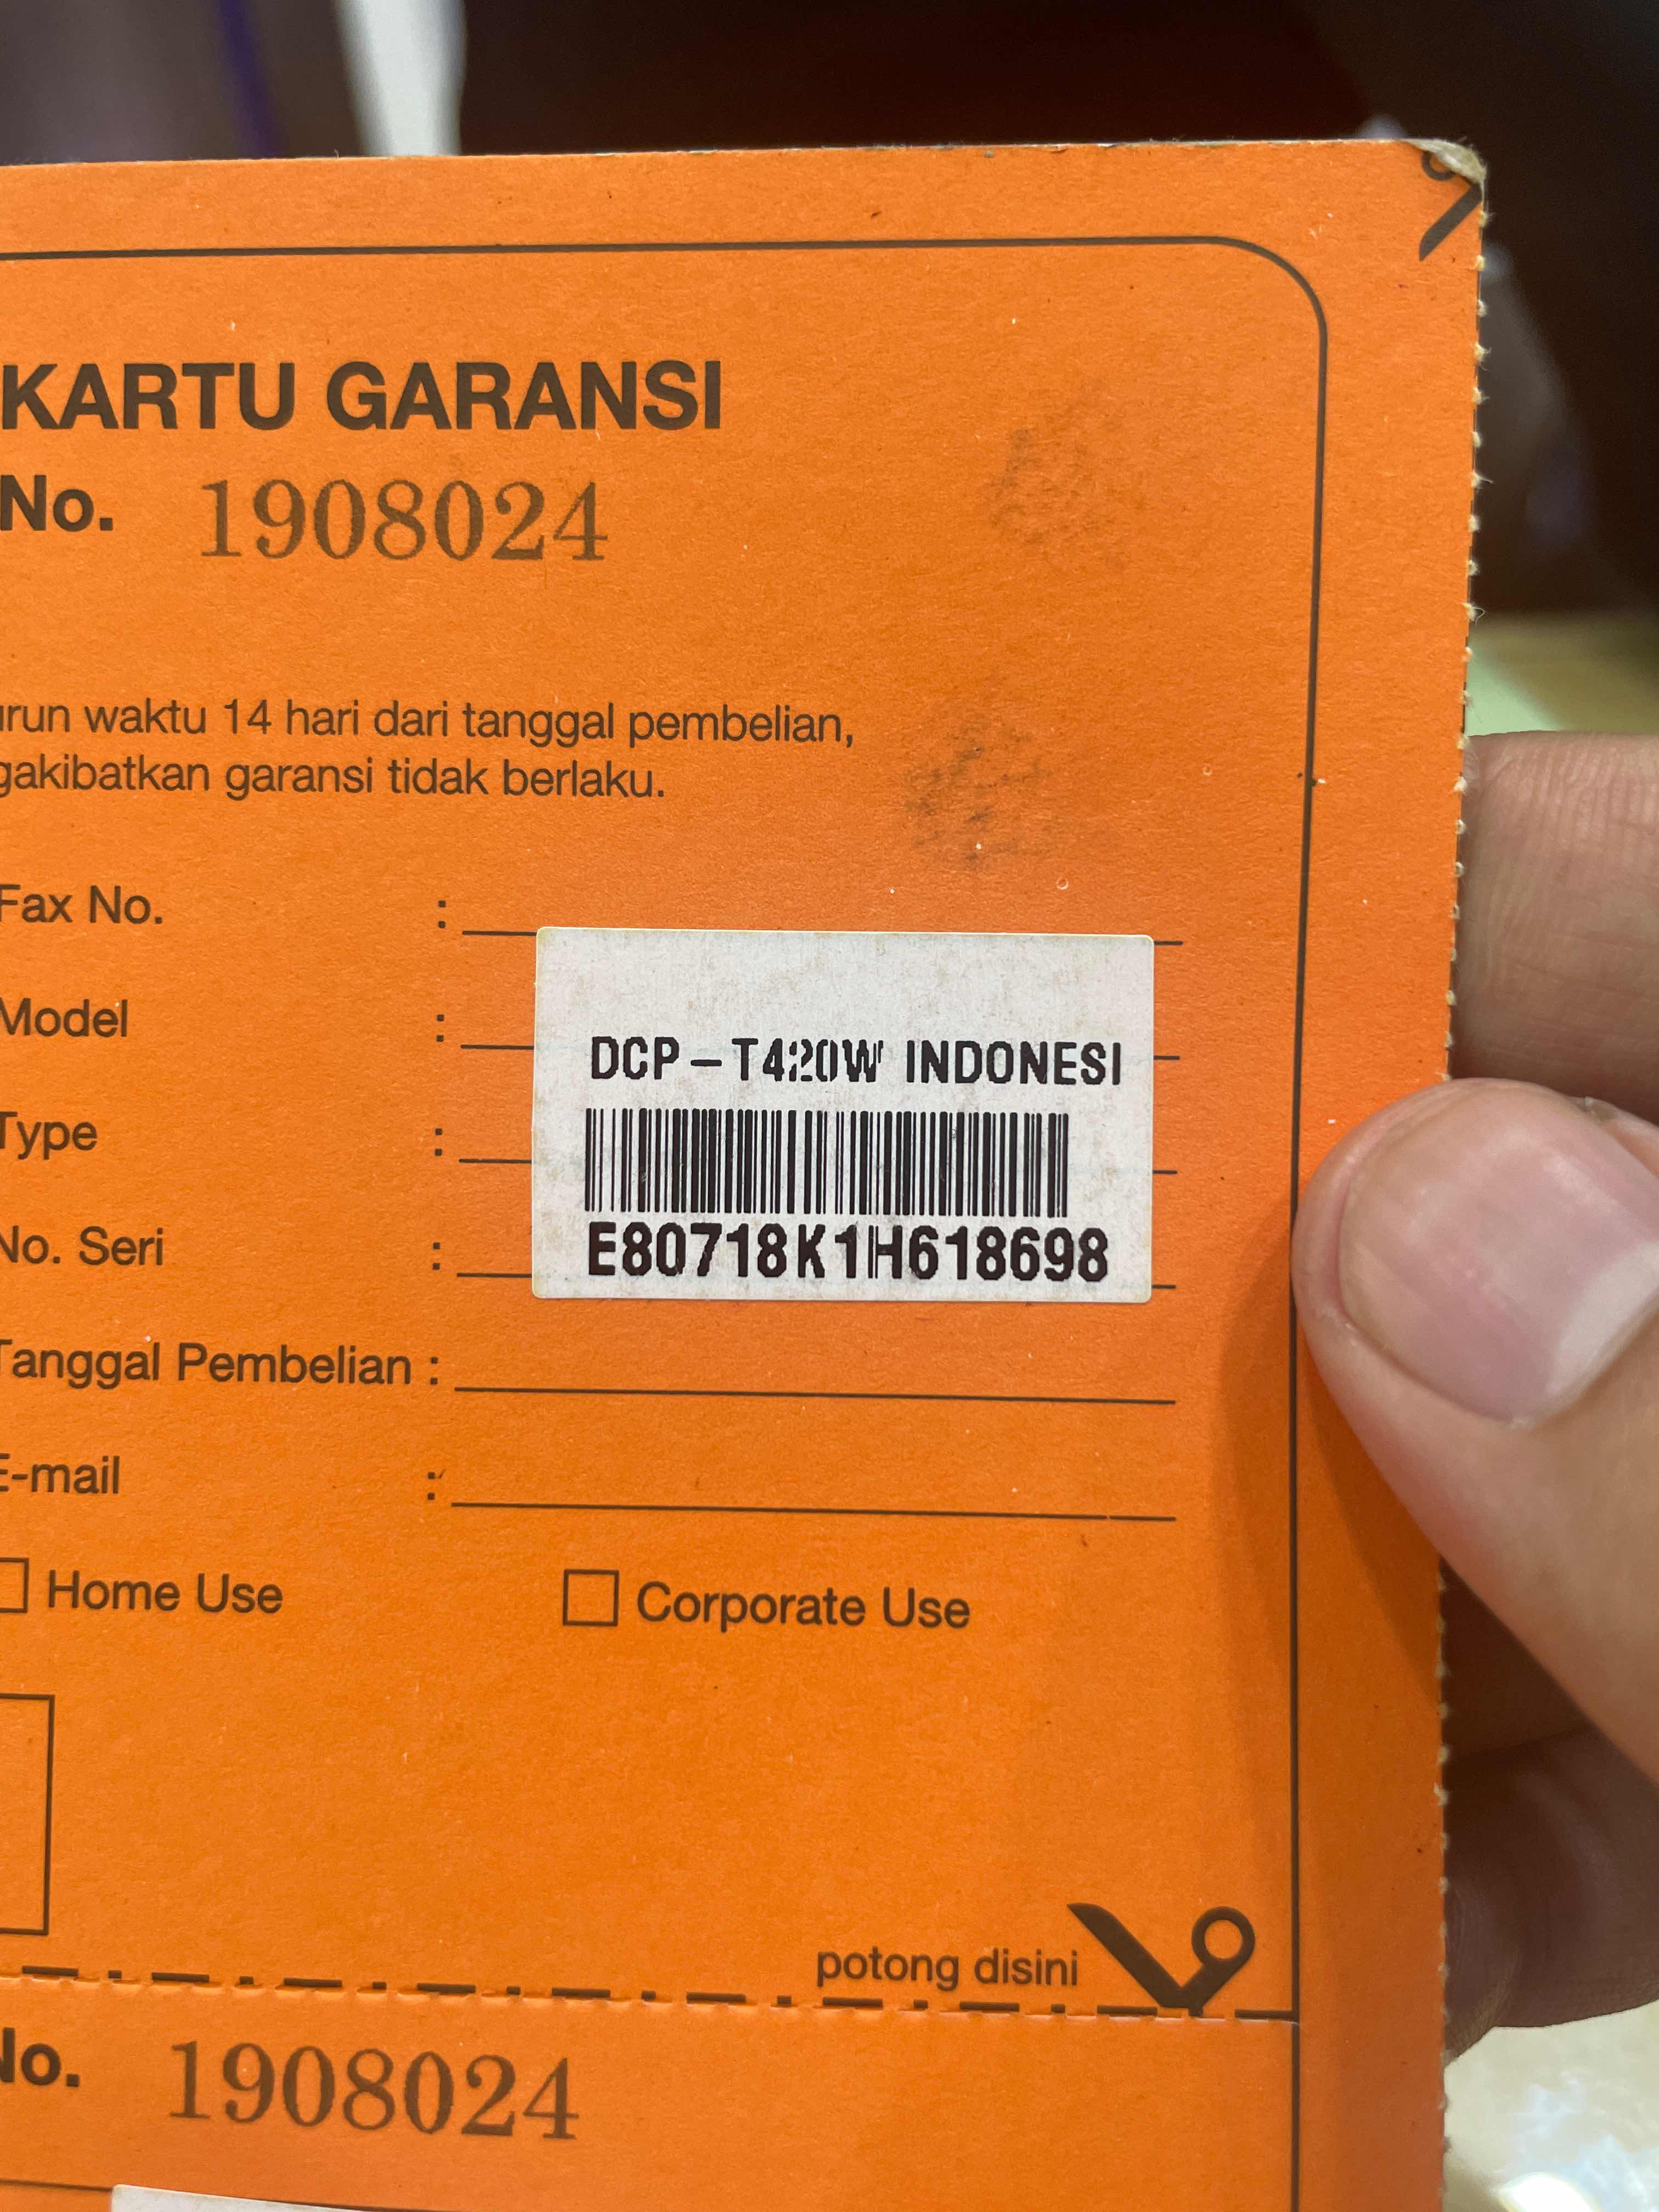 KARTU GARANSI
No. 1908024
run waktu 14 hari dari tanggal pembelian,
gakibatkan garansi tidak berlaku.
Fax No. :
Model :
DCP-T420W INDONESI
Type :
No. Seri :
E80718K1H618698
Tanggal Pembelian :
E-mail :
Home Use
Corporate Use
potong disini
No. 1908024